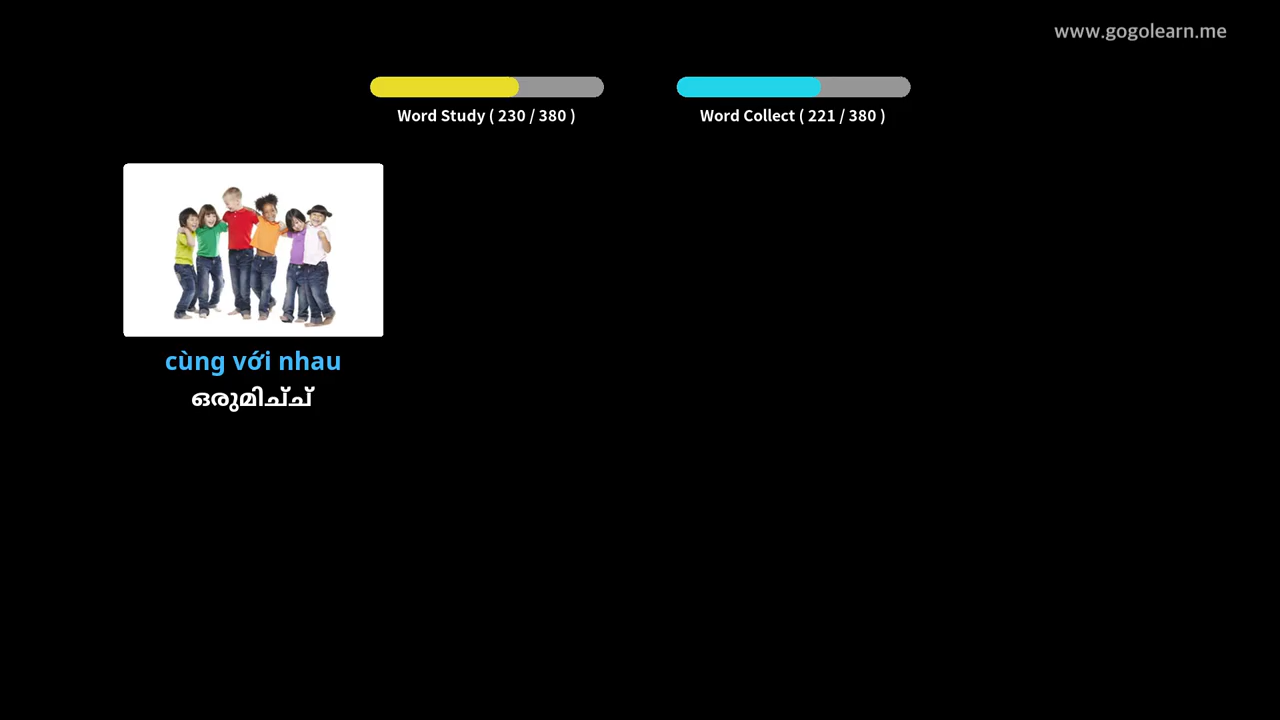 www.gogolearn.me
Word Study ( 230 / 380 )
Word Collect ( 221 / 380 )
cùng với nhau
ഒരുമിച്ച്